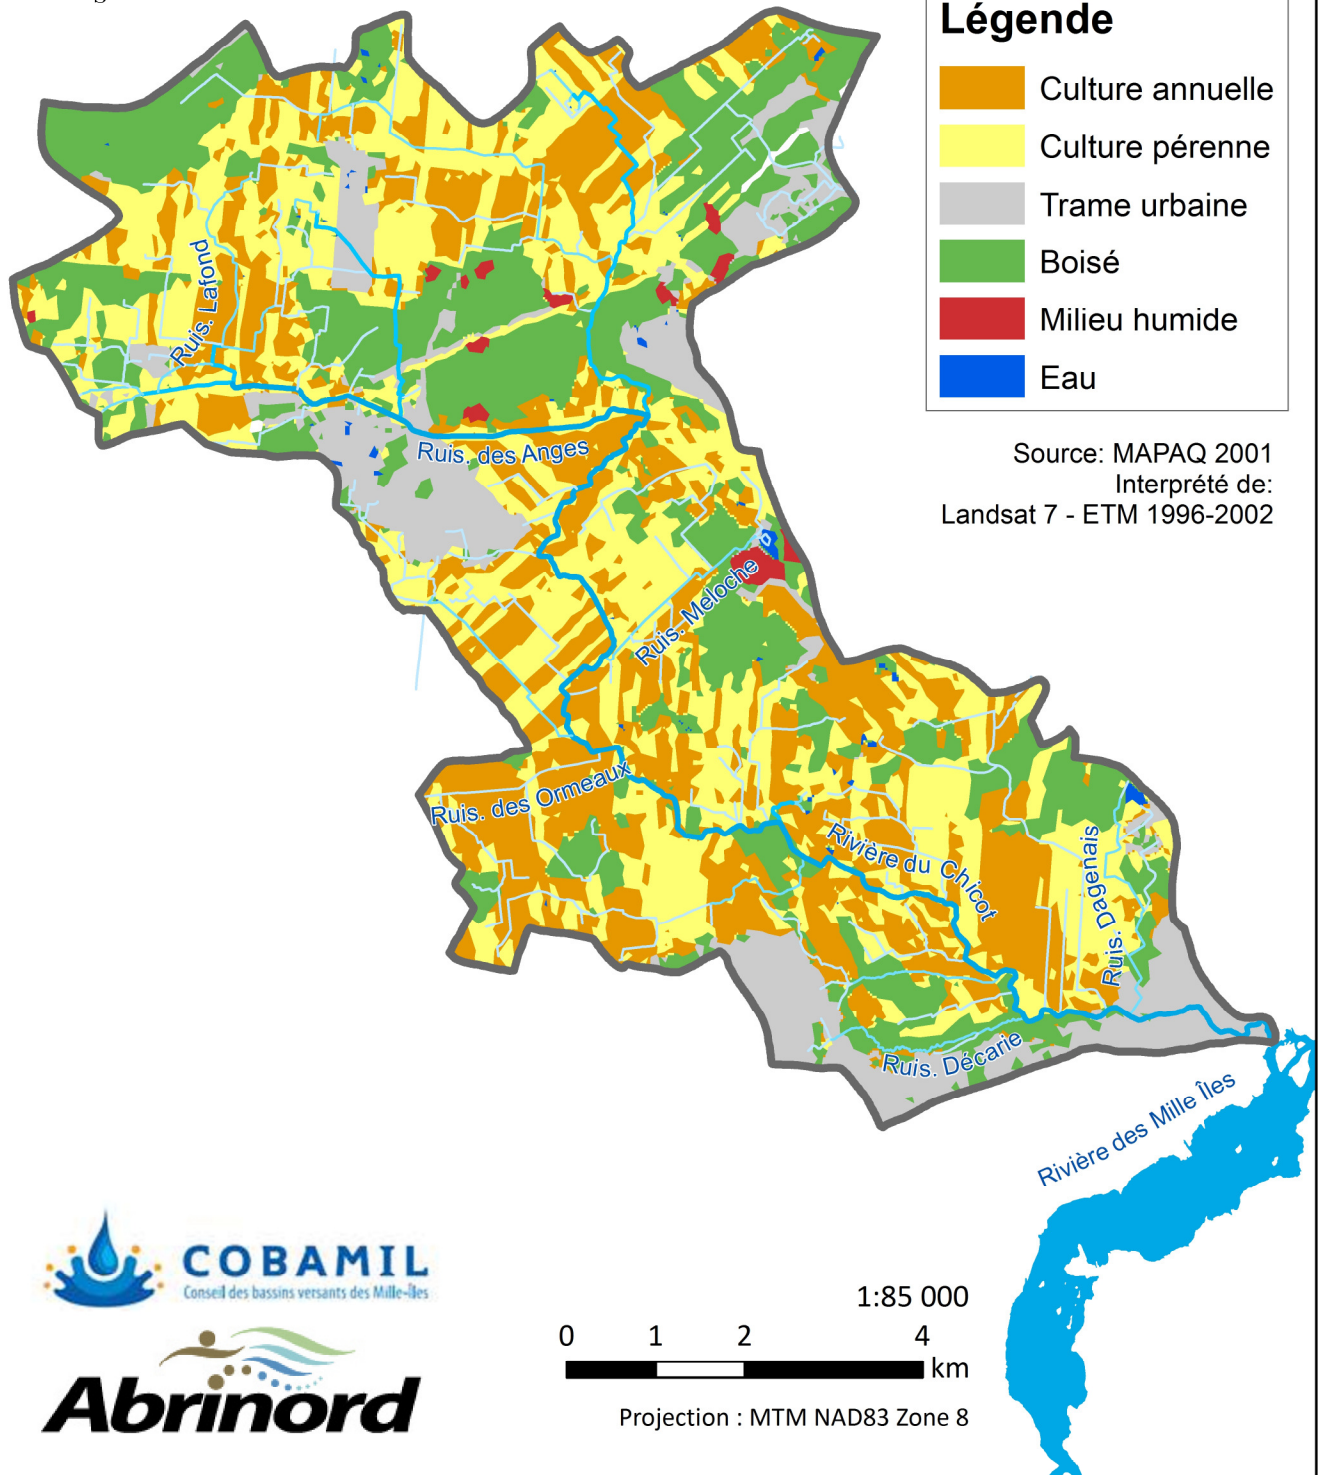 Légende
Culture annuelle
Culture pérenne
Trame urbaine
Boisé
Milieu humide
Eau
Source: MAPAQ 2001
Interprété de:
Landsat 7 - ETM 1996-2002
Ruis. Lafond
Ruis. des Anges
Ruis. Meloche
Ruis. des Ormeaux
Rivière du Chicot
Ruis. Dagenais
Ruis. Décarie
Rivière des Mille Îles
COBAMIL
Conseil des bassins versants des Mille-Îles
Abrinord
1:85 000
0 1 2 4
km
Projection : MTM NAD83 Zone 8